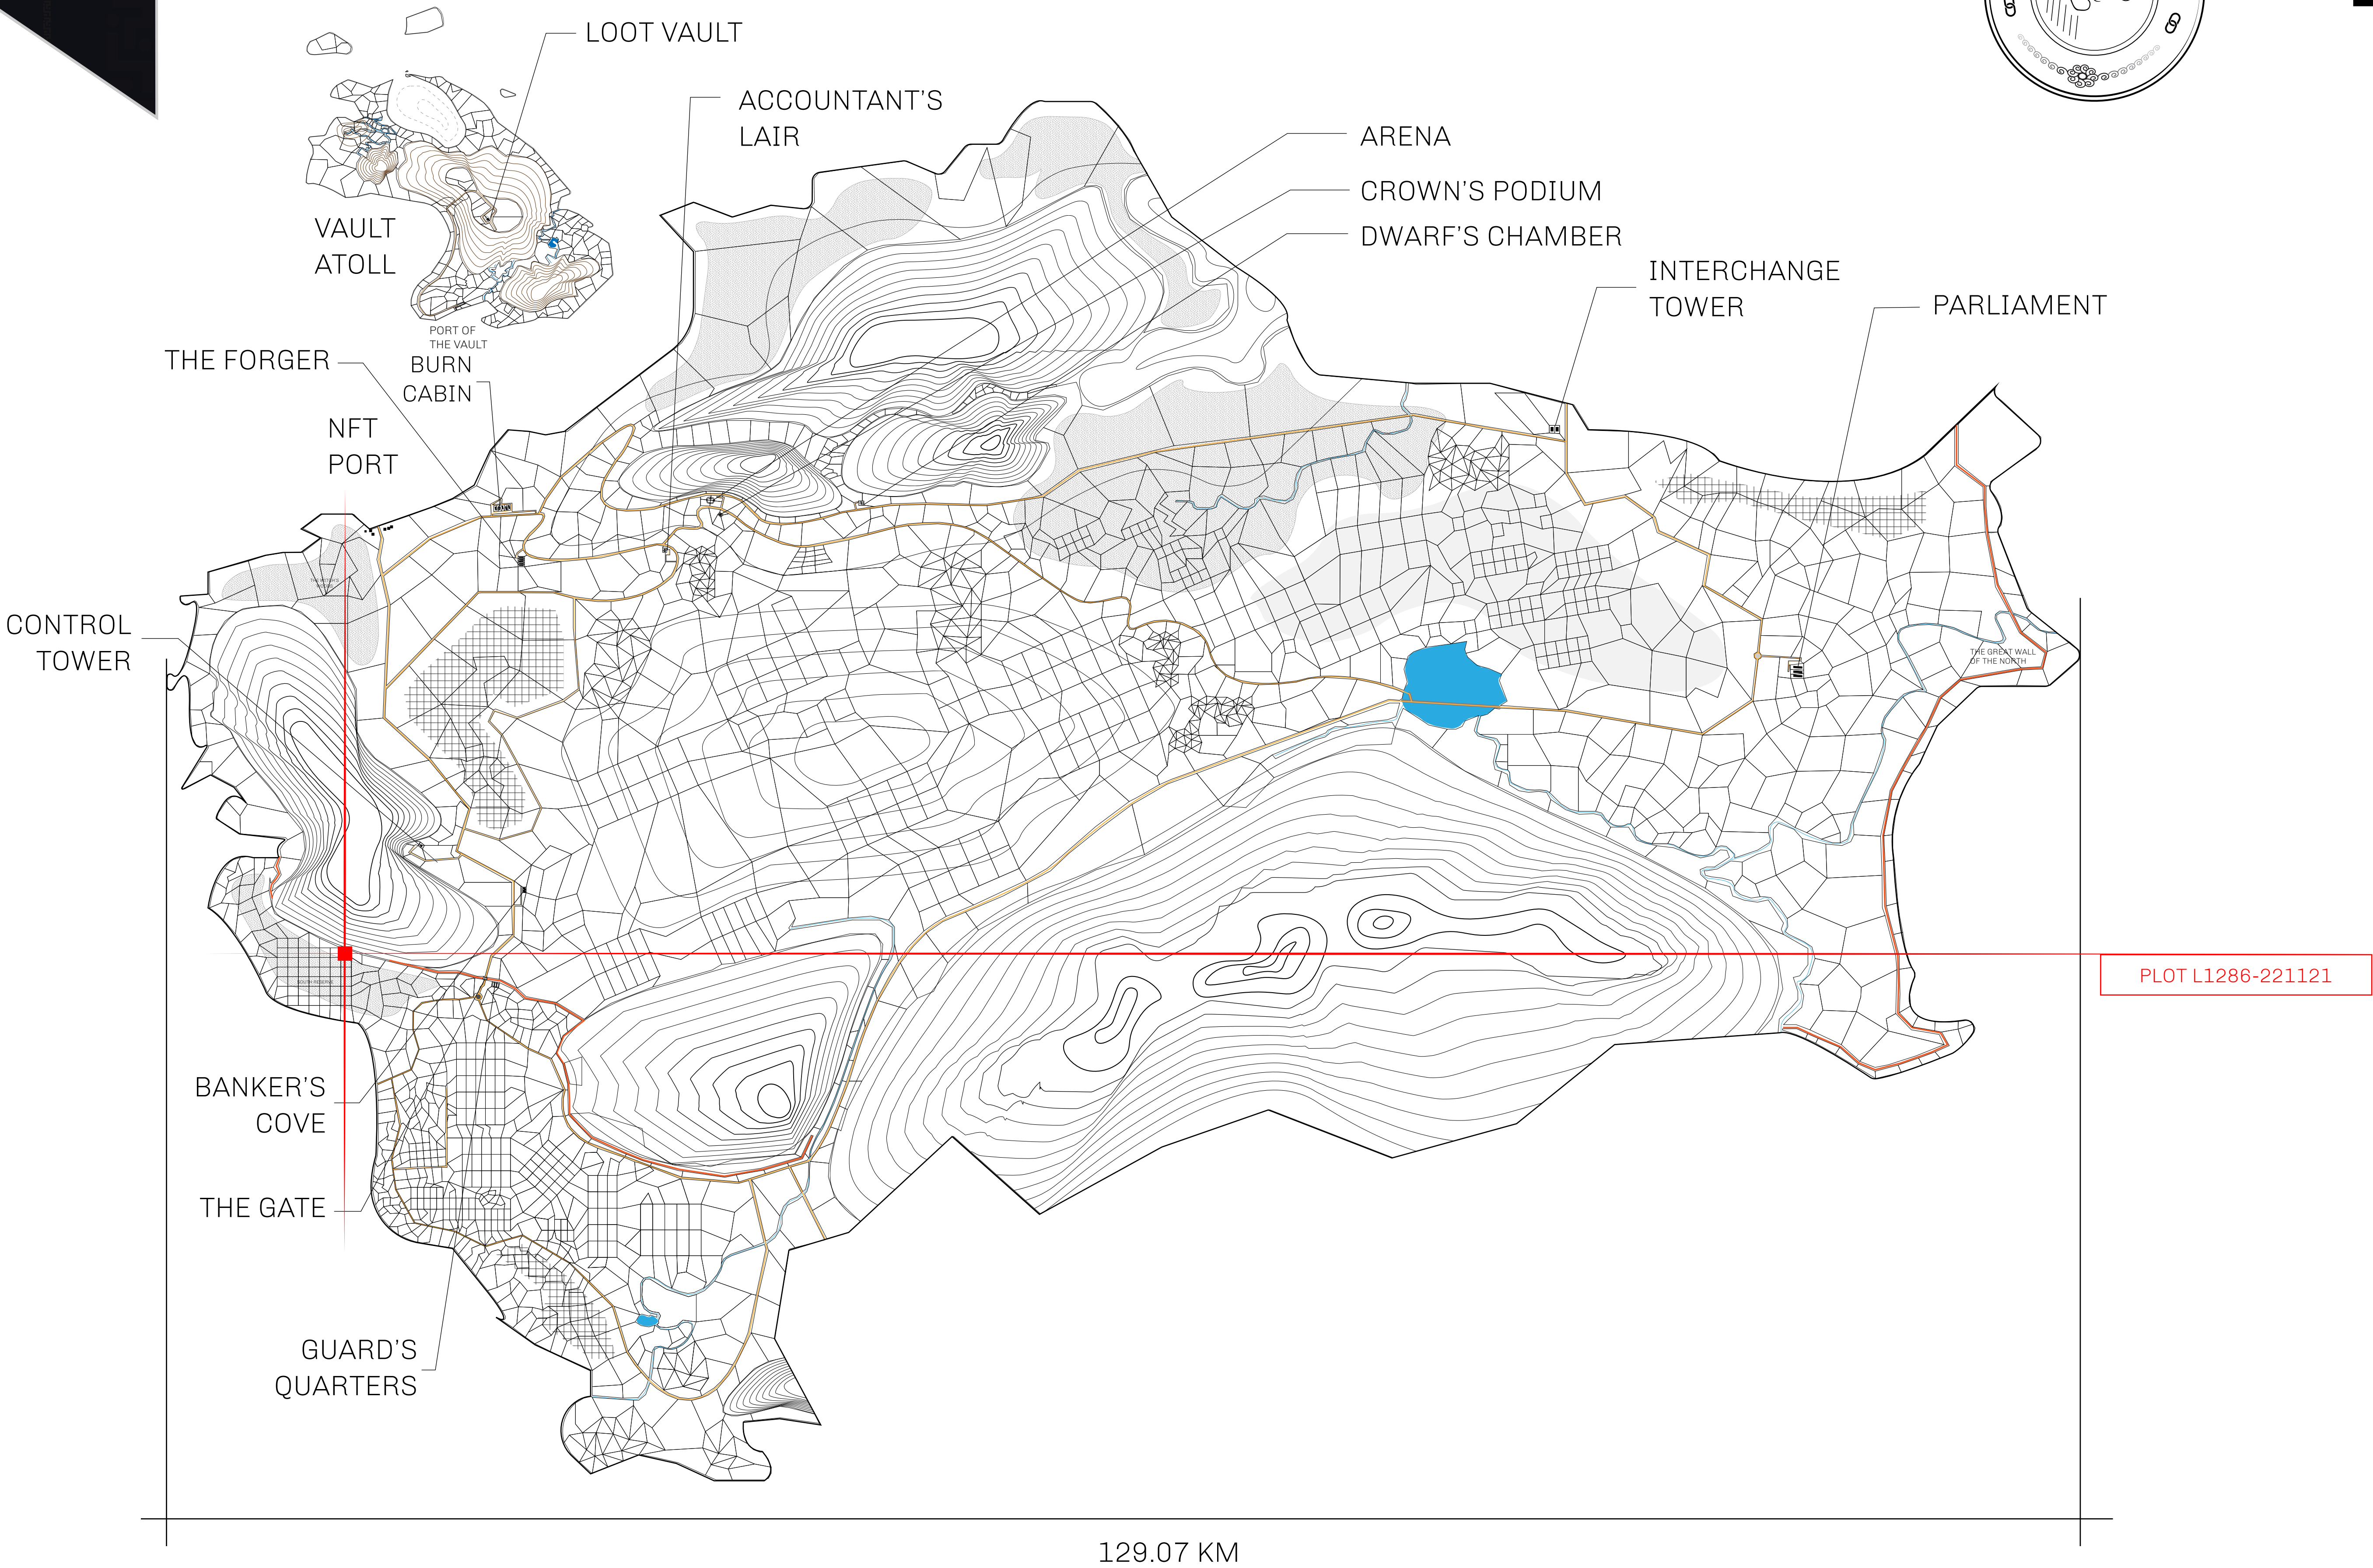 LOOT VAULT
ACCOUNTANT'S
LAIR
ARENA
CROWN'S PODIUM
DWARF'S CHAMBER
VAULT
ATOLL
INTERCHANGE
TOWER
PARLIAMENT
PORT OF
THE VAULT
THE FORGER
BURN
CABIN
NFT
PORT
CONTROL
TOWER
THE GREAT WALL
OF THE NORTH
SOUTH RESERVE
PLOT L1286-221121
BANKER'S
COVE
THE GATE
GUARD'S
QUARTERS
129.07 KM